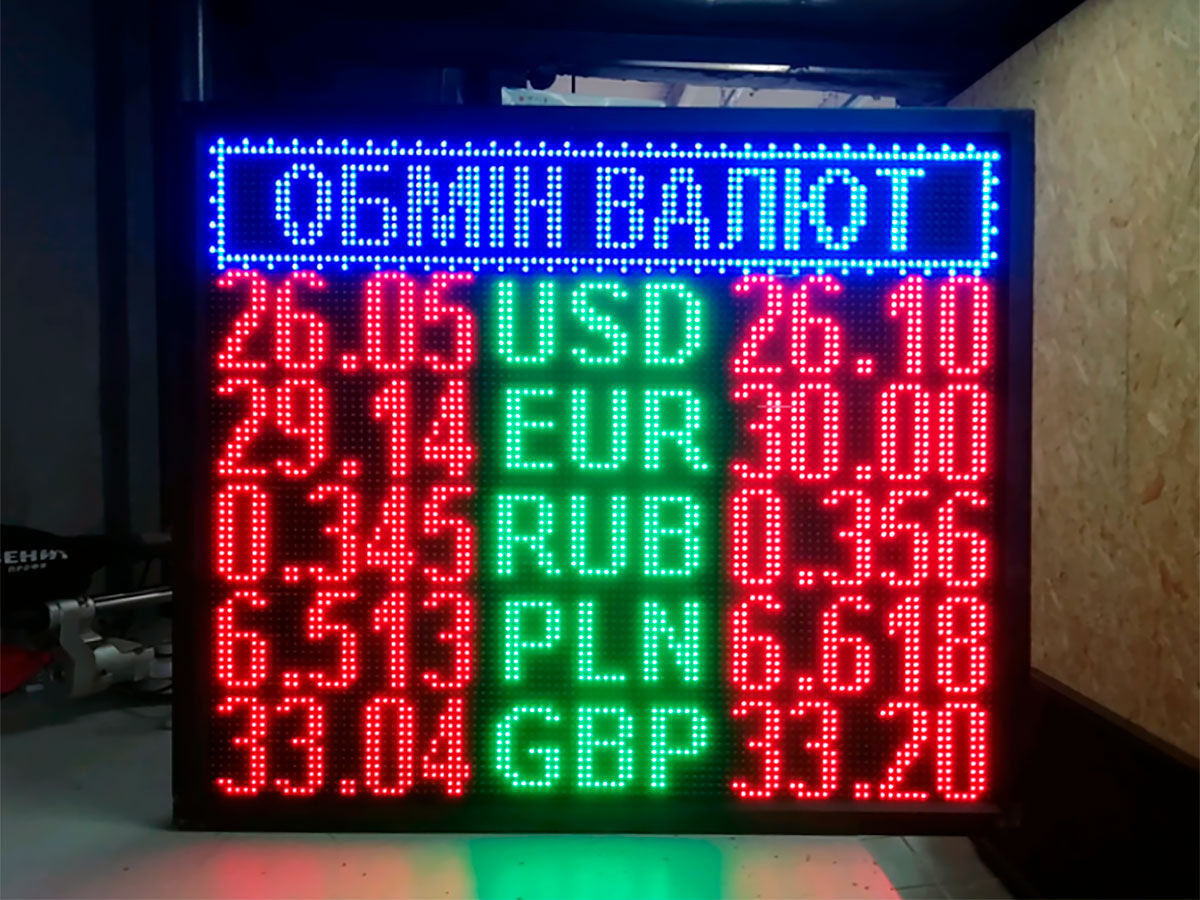 ОБМІН ВАЛЮТ
26.05 USD 26.10
29.14 EUR 30.00
0.345 RUB 0.356
6.513 PLN 6.618
33.04 GBP 33.20